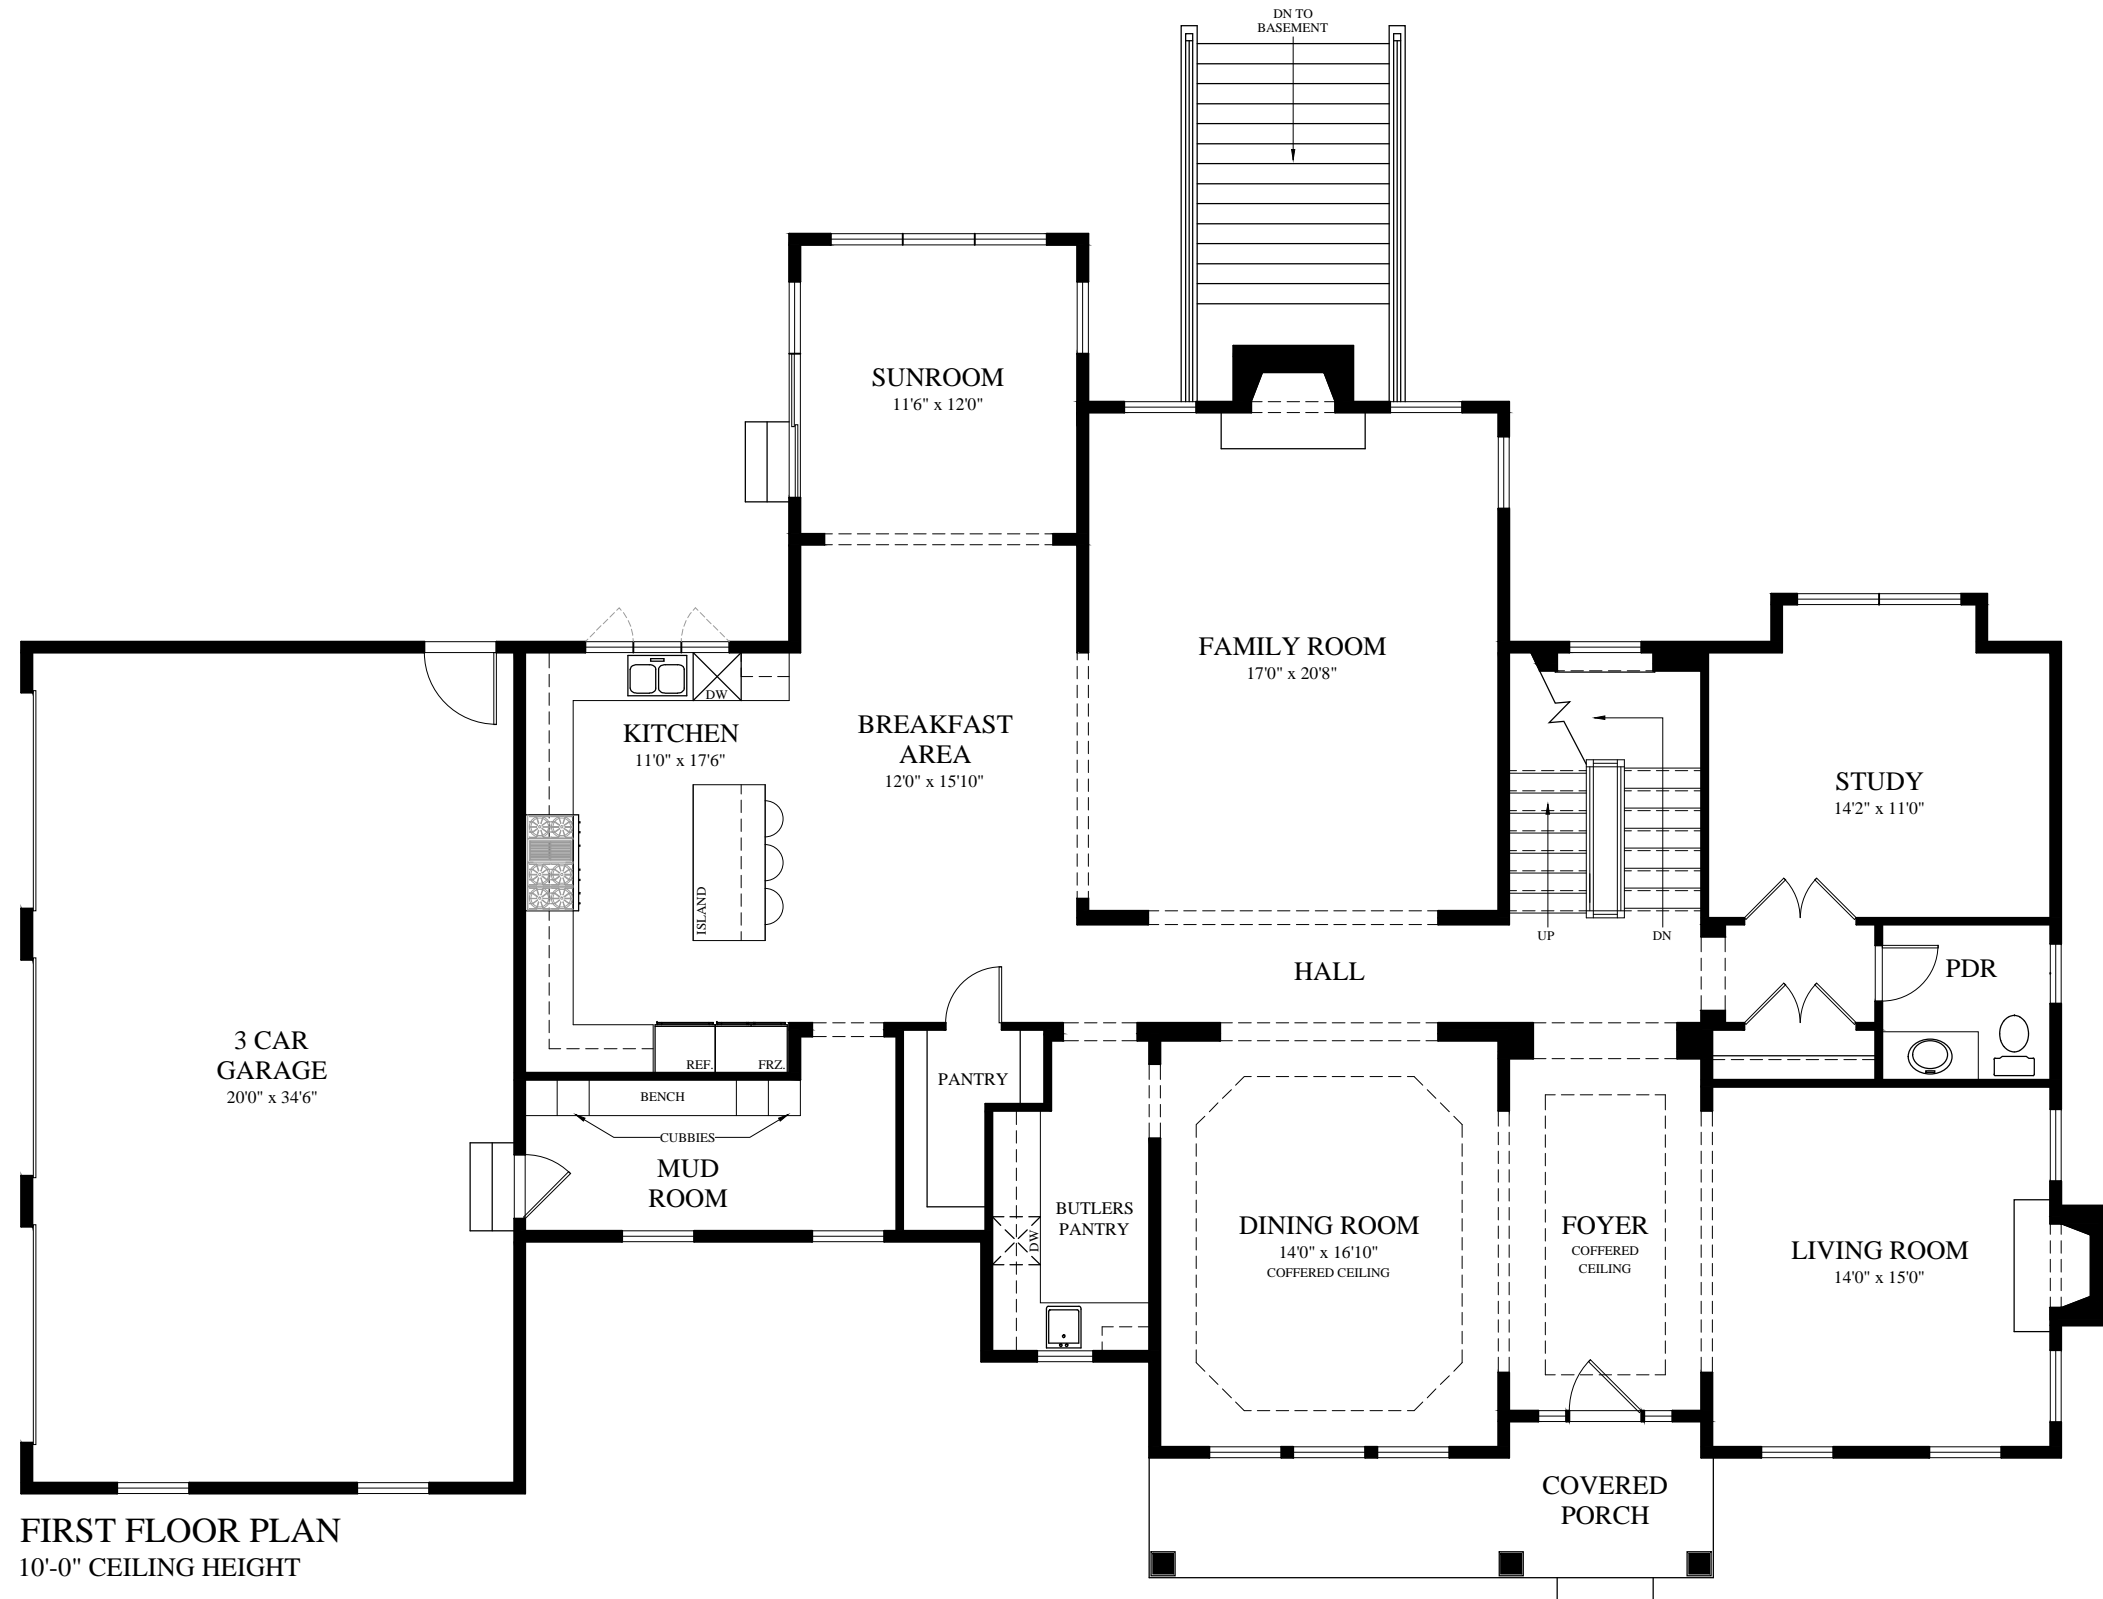 DN TO
BASEMENT
SUNROOM
11'6" x 12'0"
FAMILY ROOM
17'0" x 20'8"
KITCHEN
11'0" x 17'6"
DW
BREAKFAST
AREA
12'0" x 15'10"
ISLAND
STUDY
14'2" x 11'0"
UP
DN
HALL
PDR
3 CAR
GARAGE
20'0" x 34'6"
REF.
FRZ.
BENCH
CUBBIES
MUD
ROOM
PANTRY
BUTLERS
PANTRY
DW
DINING ROOM
14'0" x 16'10"
COFFERED CEILING
FOYER
COFFERED
CEILING
LIVING ROOM
14'0" x 15'0"
COVERED
PORCH
FIRST FLOOR PLAN
10'-0" CEILING HEIGHT